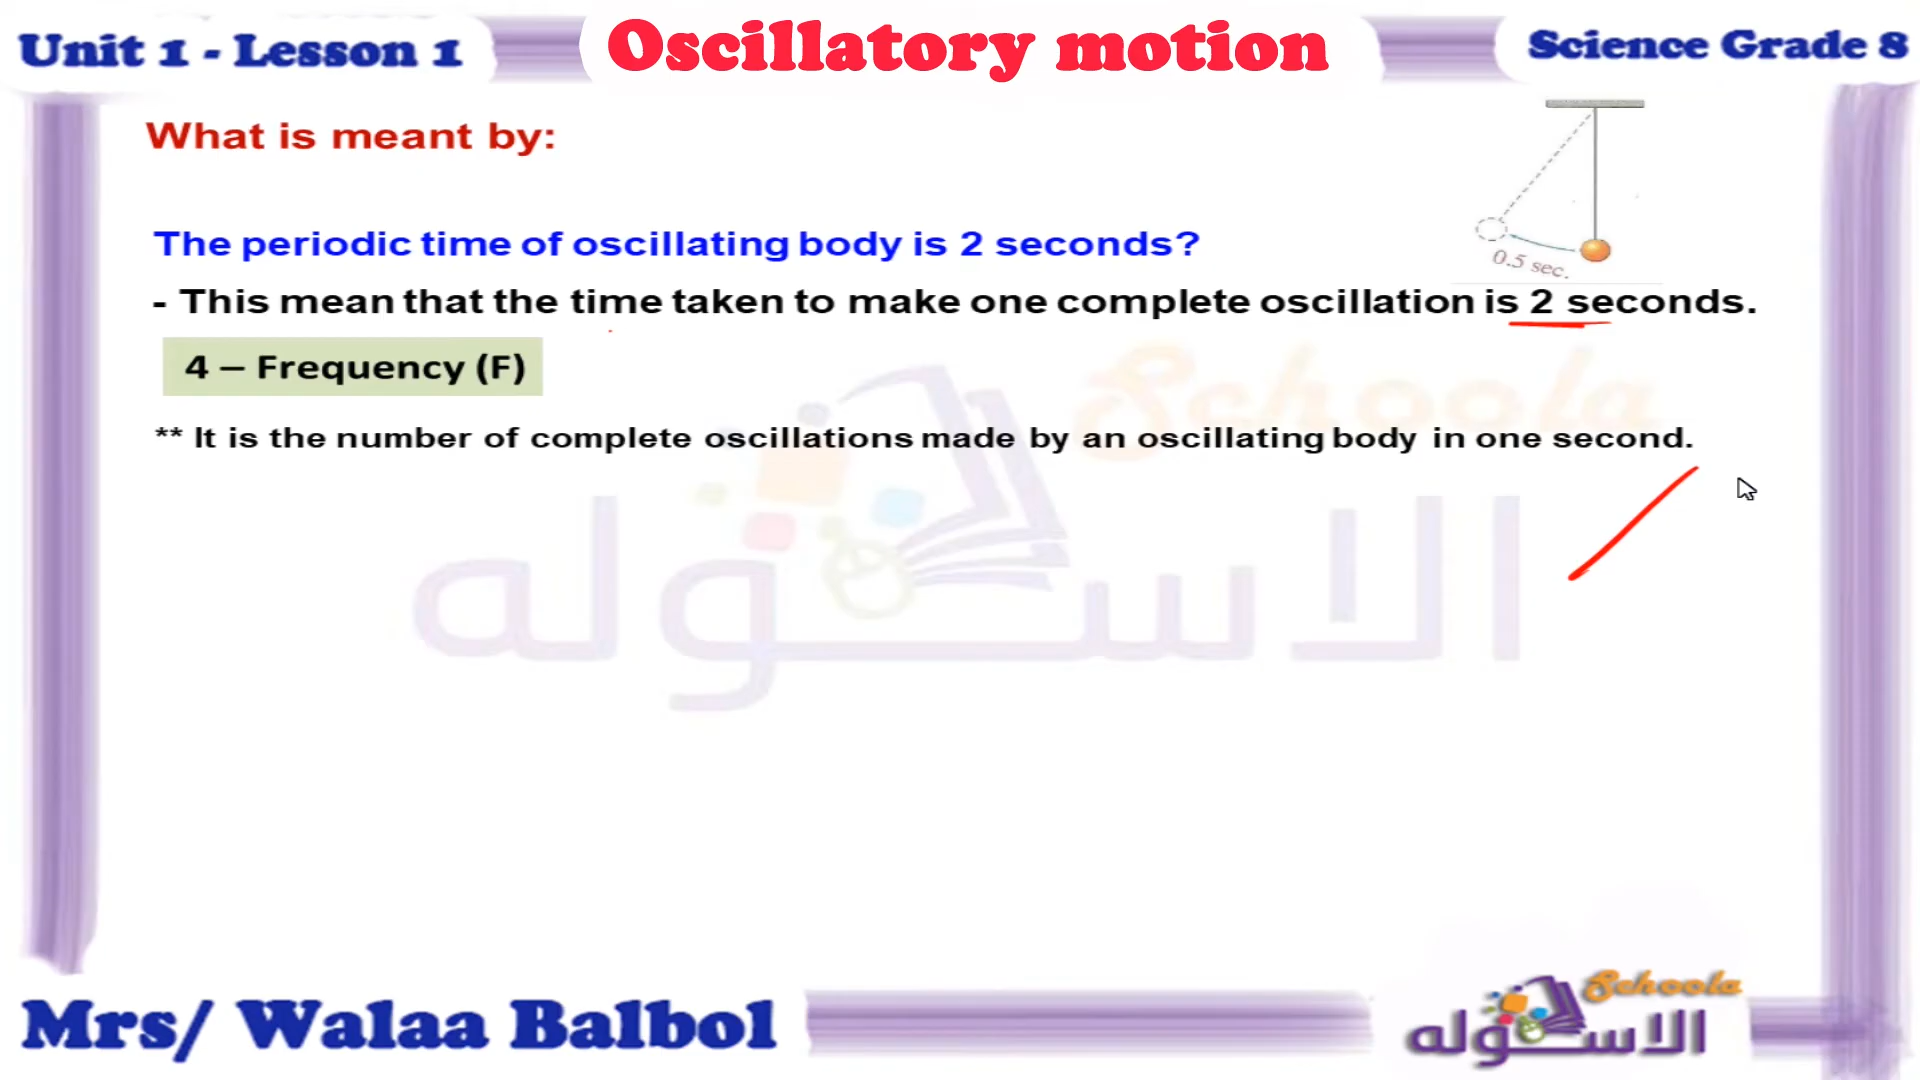 Unit 1 - Lesson 1
Oscillatory motion
Science Grade 8
What is meant by:
The periodic time of oscillating body is 2 seconds?
0.5 sec.
- This mean that the time taken to make one complete oscillation is 2 seconds.
4 – Frequency (F)
** It is the number of complete oscillations made by an oscillating body in one second.
Schoola
الاسكوله
Mrs/ Walaa Balbol
Schoola
الاسكوله